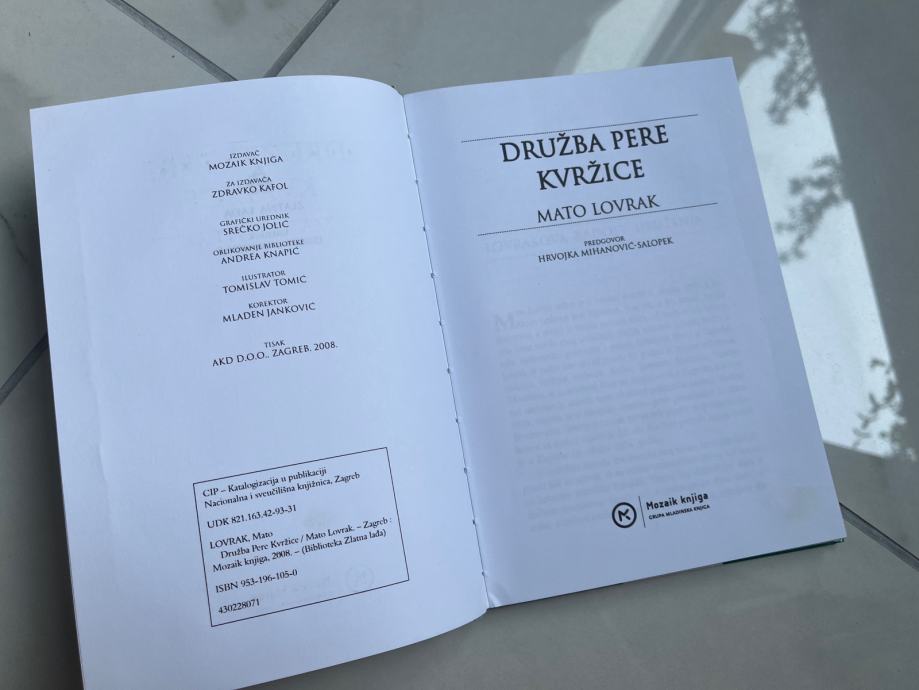 IZDAVAČ
MOZAIK KNJIGA
ZA IZDAVAČA
ZDRAVKO KAFOL
GRAFIČKI UREDNIK
SREČKO JOLIĆ
OBLIKOVANJE BIBLIOTEKE
ANDREA KNAPIĆ
ILUSTRATOR
TOMISLAV TOMIĆ
KOREKTOR
MLADEN JANKOVIĆ
TISAK
AKD D.O.O., ZAGREB, 2008.
CIP – Katalogizacija u publikaciji
Nacionalna i sveučilišna knjižnica, Zagreb
UDK 821.163.42-93-31
LOVRAK, Mato
Družba Pere Kvržice / Mato Lovrak. – Zagreb :
Mozaik knjiga, 2008. – (Biblioteka Zlatna lađa)
ISBN 953-196-105-0
430228071
DRUŽBA PERE
KVRŽICE
MATO LOVRAK
PREDGOVOR
HRVOJKA MIHANOVIĆ-SALOPEK
Mozaik knjiga
GRUPA MLADINSKA KNJIGA